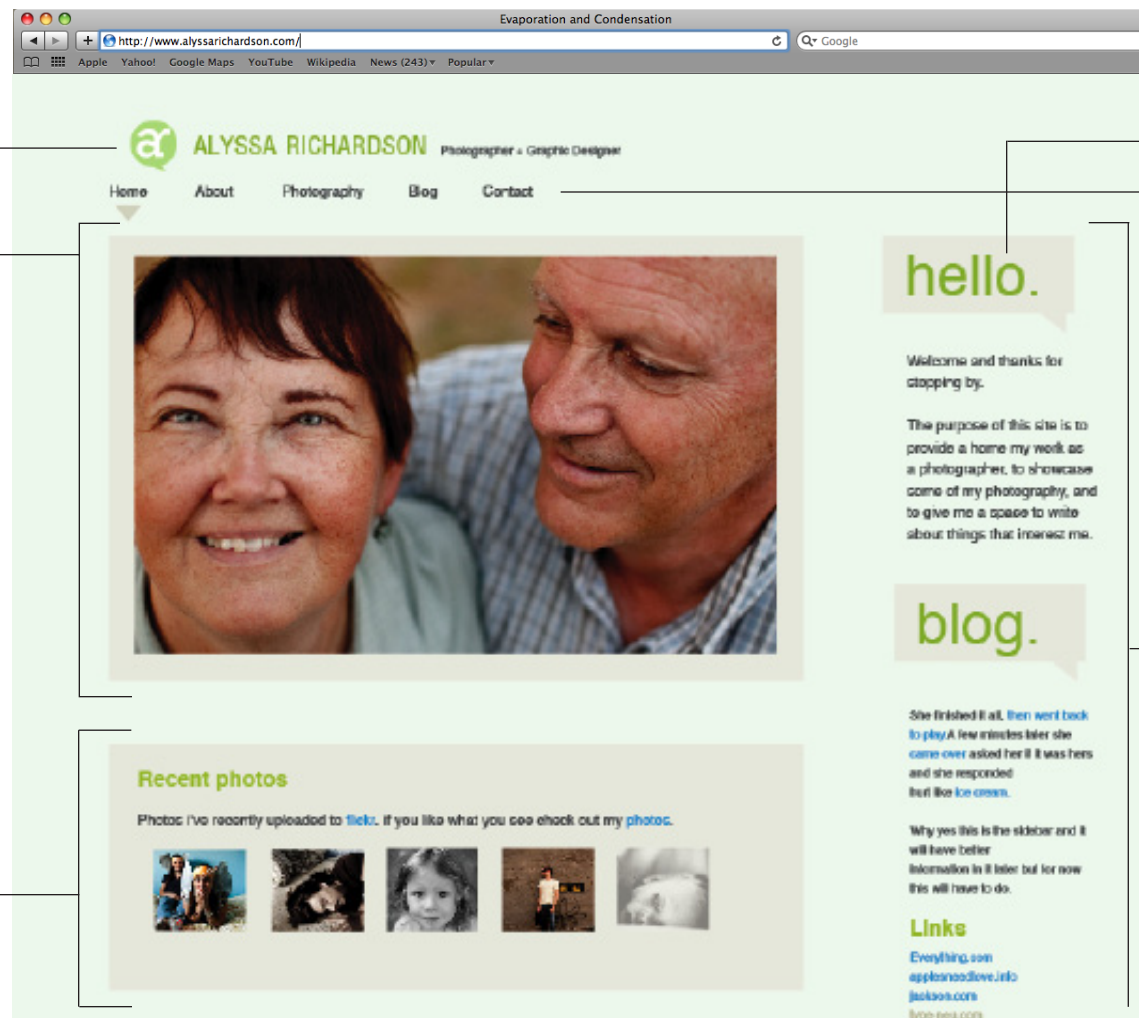 Evaporation and Condensation
http://www.alyssarichardson.com/
Google
Apple Yahoo! Google Maps YouTube Wikipedia News (243) Popular
ar ALYSSA RICHARDSON Photographer + Graphic Designer
Home About Photography Blog Contact
hello.
Welcome and thanks for
stopping by.
The purpose of this site is to
provide a home my work as
a photographer, to showcase
some of my photography, and
to give me a space to write
about things that interest me.
blog.
She finished it all, then went back
to play.A few minutes later she
came over asked her if it was hers
and she responded
hurt like ice cream.
Why yes this is the sidebar and it
will have better
information in it later but for now
this will have to do.
Links
Everything.com
applesneedlove.info
jackson.com
Recent photos
Photos I've recently uploaded to flickr. if you like what you see check out my photos.